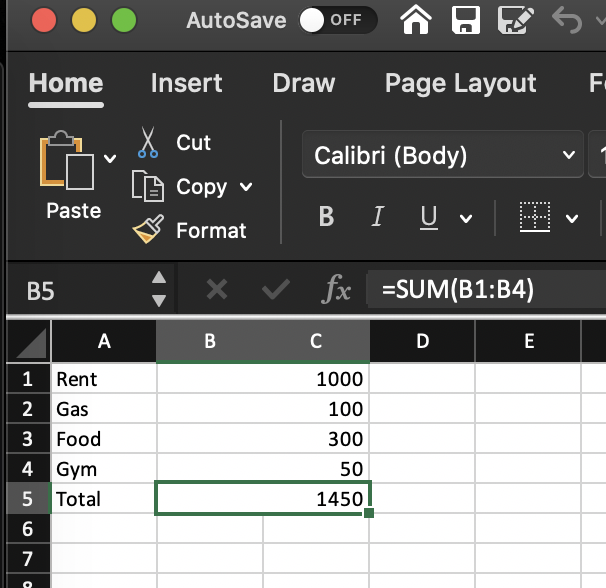 AutoSave OFF
Home Insert Draw Page Layout F
Paste
Cut
Copy
Format
Calibri (Body) 1
B I U
B5 fx =SUM(B1:B4)
A B C D E
1 Rent 1000
2 Gas 100
3 Food 300
4 Gym 50
5 Total 1450
6
7
8